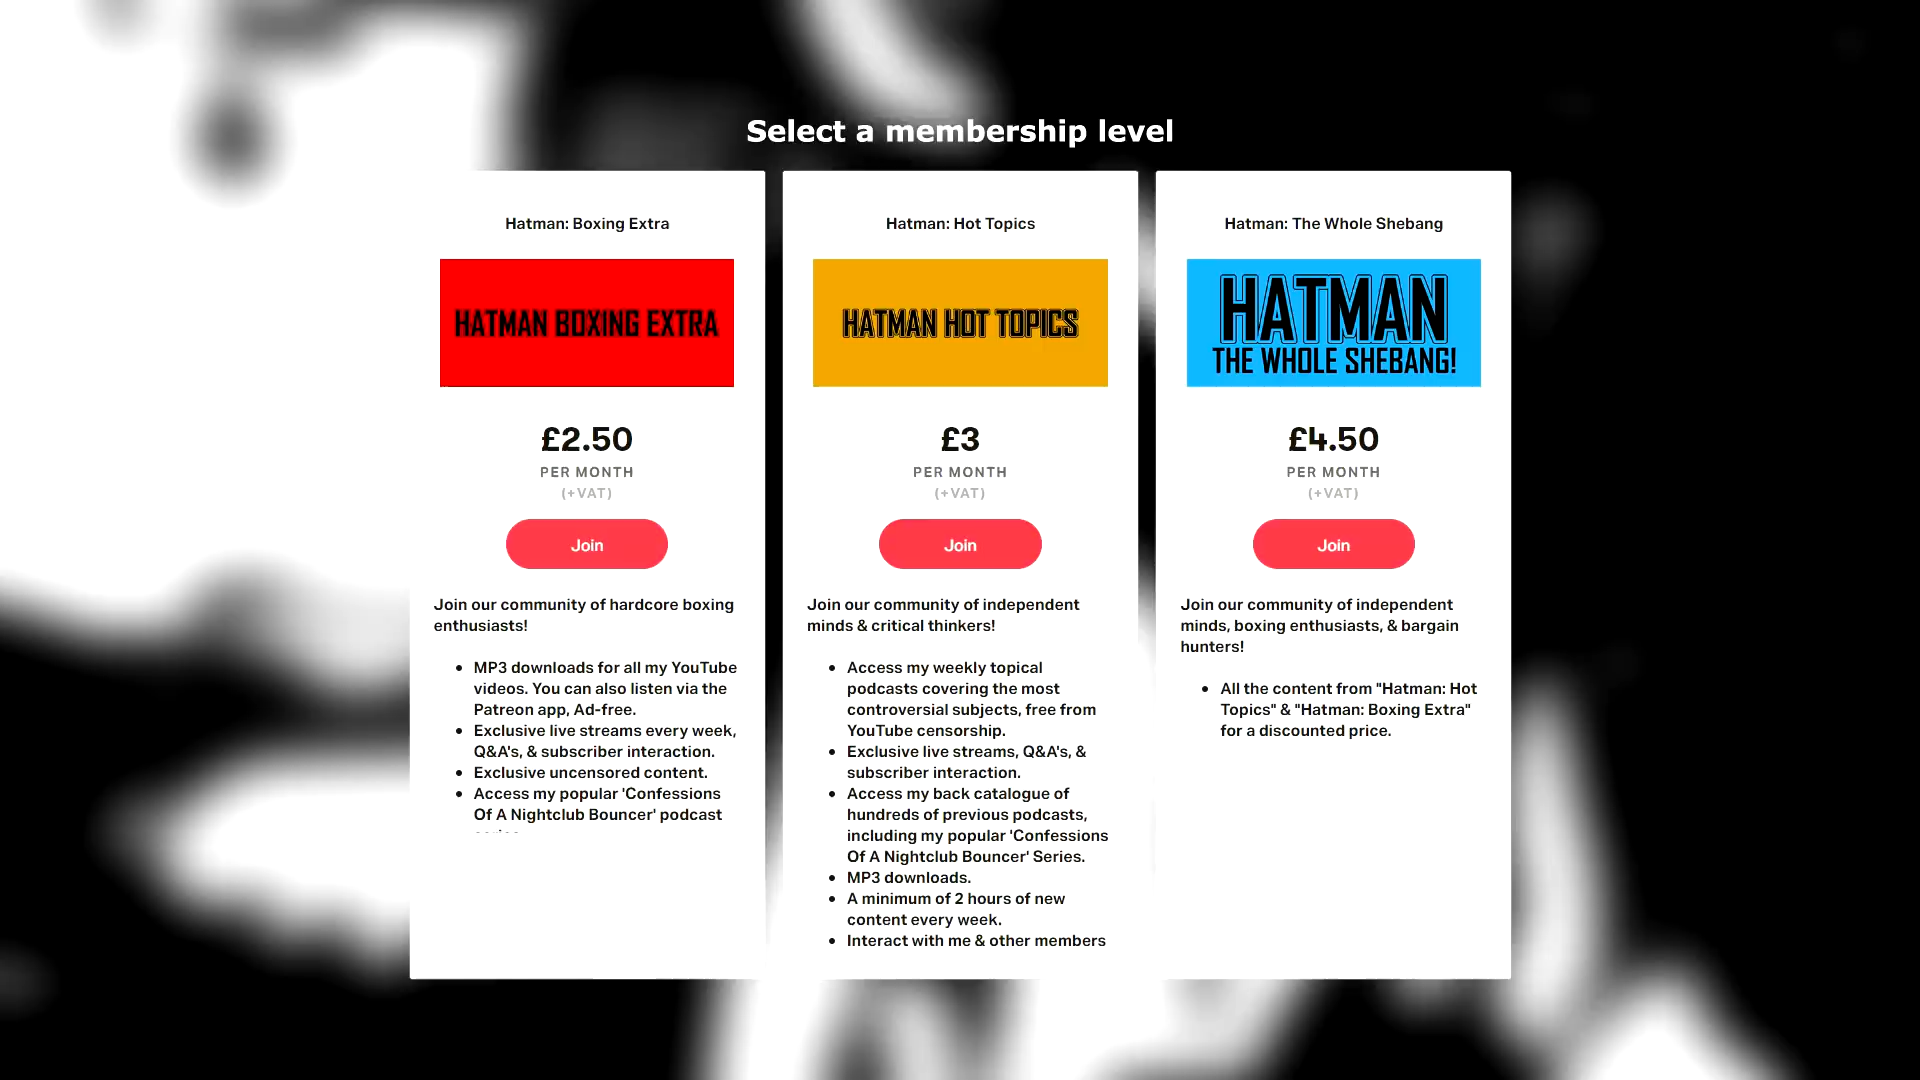 Select a membership level
Hatman: Boxing Extra
HATMAN BOXING EXTRA
£2.50
PER MONTH
(+VAT)
Join
Join our community of hardcore boxing
enthusiasts!
• MP3 downloads for all my YouTube
videos. You can also listen via the
Patreon app, Ad-free.
• Exclusive live streams every week,
Q&A's, & subscriber interaction.
• Exclusive uncensored content.
• Access my popular 'Confessions
Of A Nightclub Bouncer' podcast
Hatman: Hot Topics
HATMAN HOT TOPICS
£3
PER MONTH
(+VAT)
Join
Join our community of independent
minds & critical thinkers!
• Access my weekly topical
podcasts covering the most
controversial subjects, free from
YouTube censorship.
• Exclusive live streams, Q&A's, &
subscriber interaction.
• Access my back catalogue of
hundreds of previous podcasts,
including my popular 'Confessions
Of A Nightclub Bouncer' Series.
• MP3 downloads.
• A minimum of 2 hours of new
content every week.
• Interact with me & other members
Hatman: The Whole Shebang
HATMAN
THE WHOLE SHEBANG!
£4.50
PER MONTH
(+VAT)
Join
Join our community of independent
minds, boxing enthusiasts, & bargain
hunters!
• All the content from "Hatman: Hot
Topics" & "Hatman: Boxing Extra"
for a discounted price.